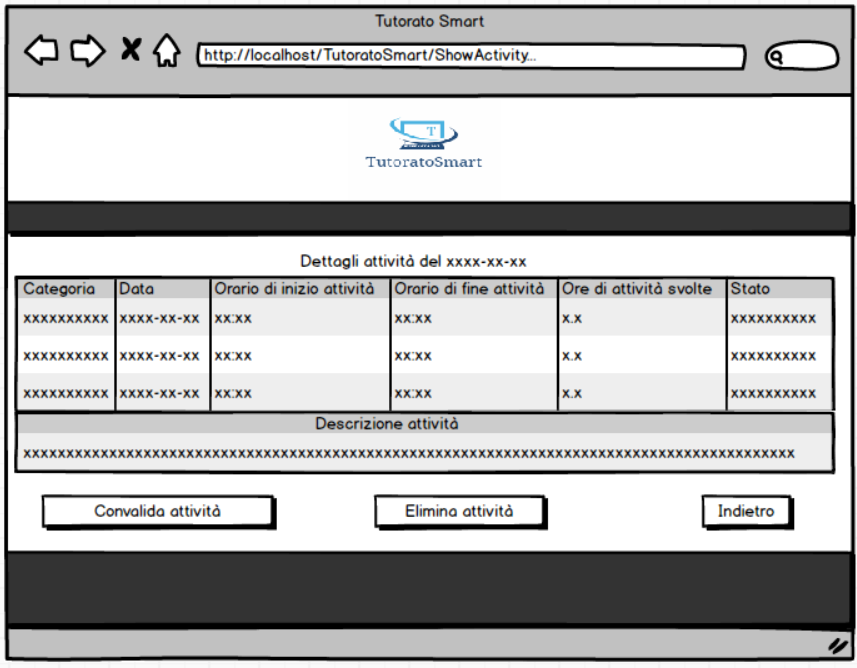 Tutorato Smart
http://localhost/TutoratoSmart/ShowActivity...
T
TutoratoSmart
Dettagli attività del xxxx-xx-xx
Categoria Data Orario di inizio attività Orario di fine attività Ore di attività svolte Stato
xxxxxxxxxx xxxx-xx-xx xx:xx xx:xx x.x xxxxxxxxxx
xxxxxxxxxx xxxx-xx-xx xx:xx xx:xx x.x xxxxxxxxxx
xxxxxxxxxx xxxx-xx-xx xx:xx xx:xx x.x xxxxxxxxxx
Descrizione attività
xxxxxxxxxxxxxxxxxxxxxxxxxxxxxxxxxxxxxxxxxxxxxxxxxxxxxxxxxxxxxxxxxxxxxxxxxxxxxxxxxxxxxxxxxx
Convalida attività Elimina attività Indietro